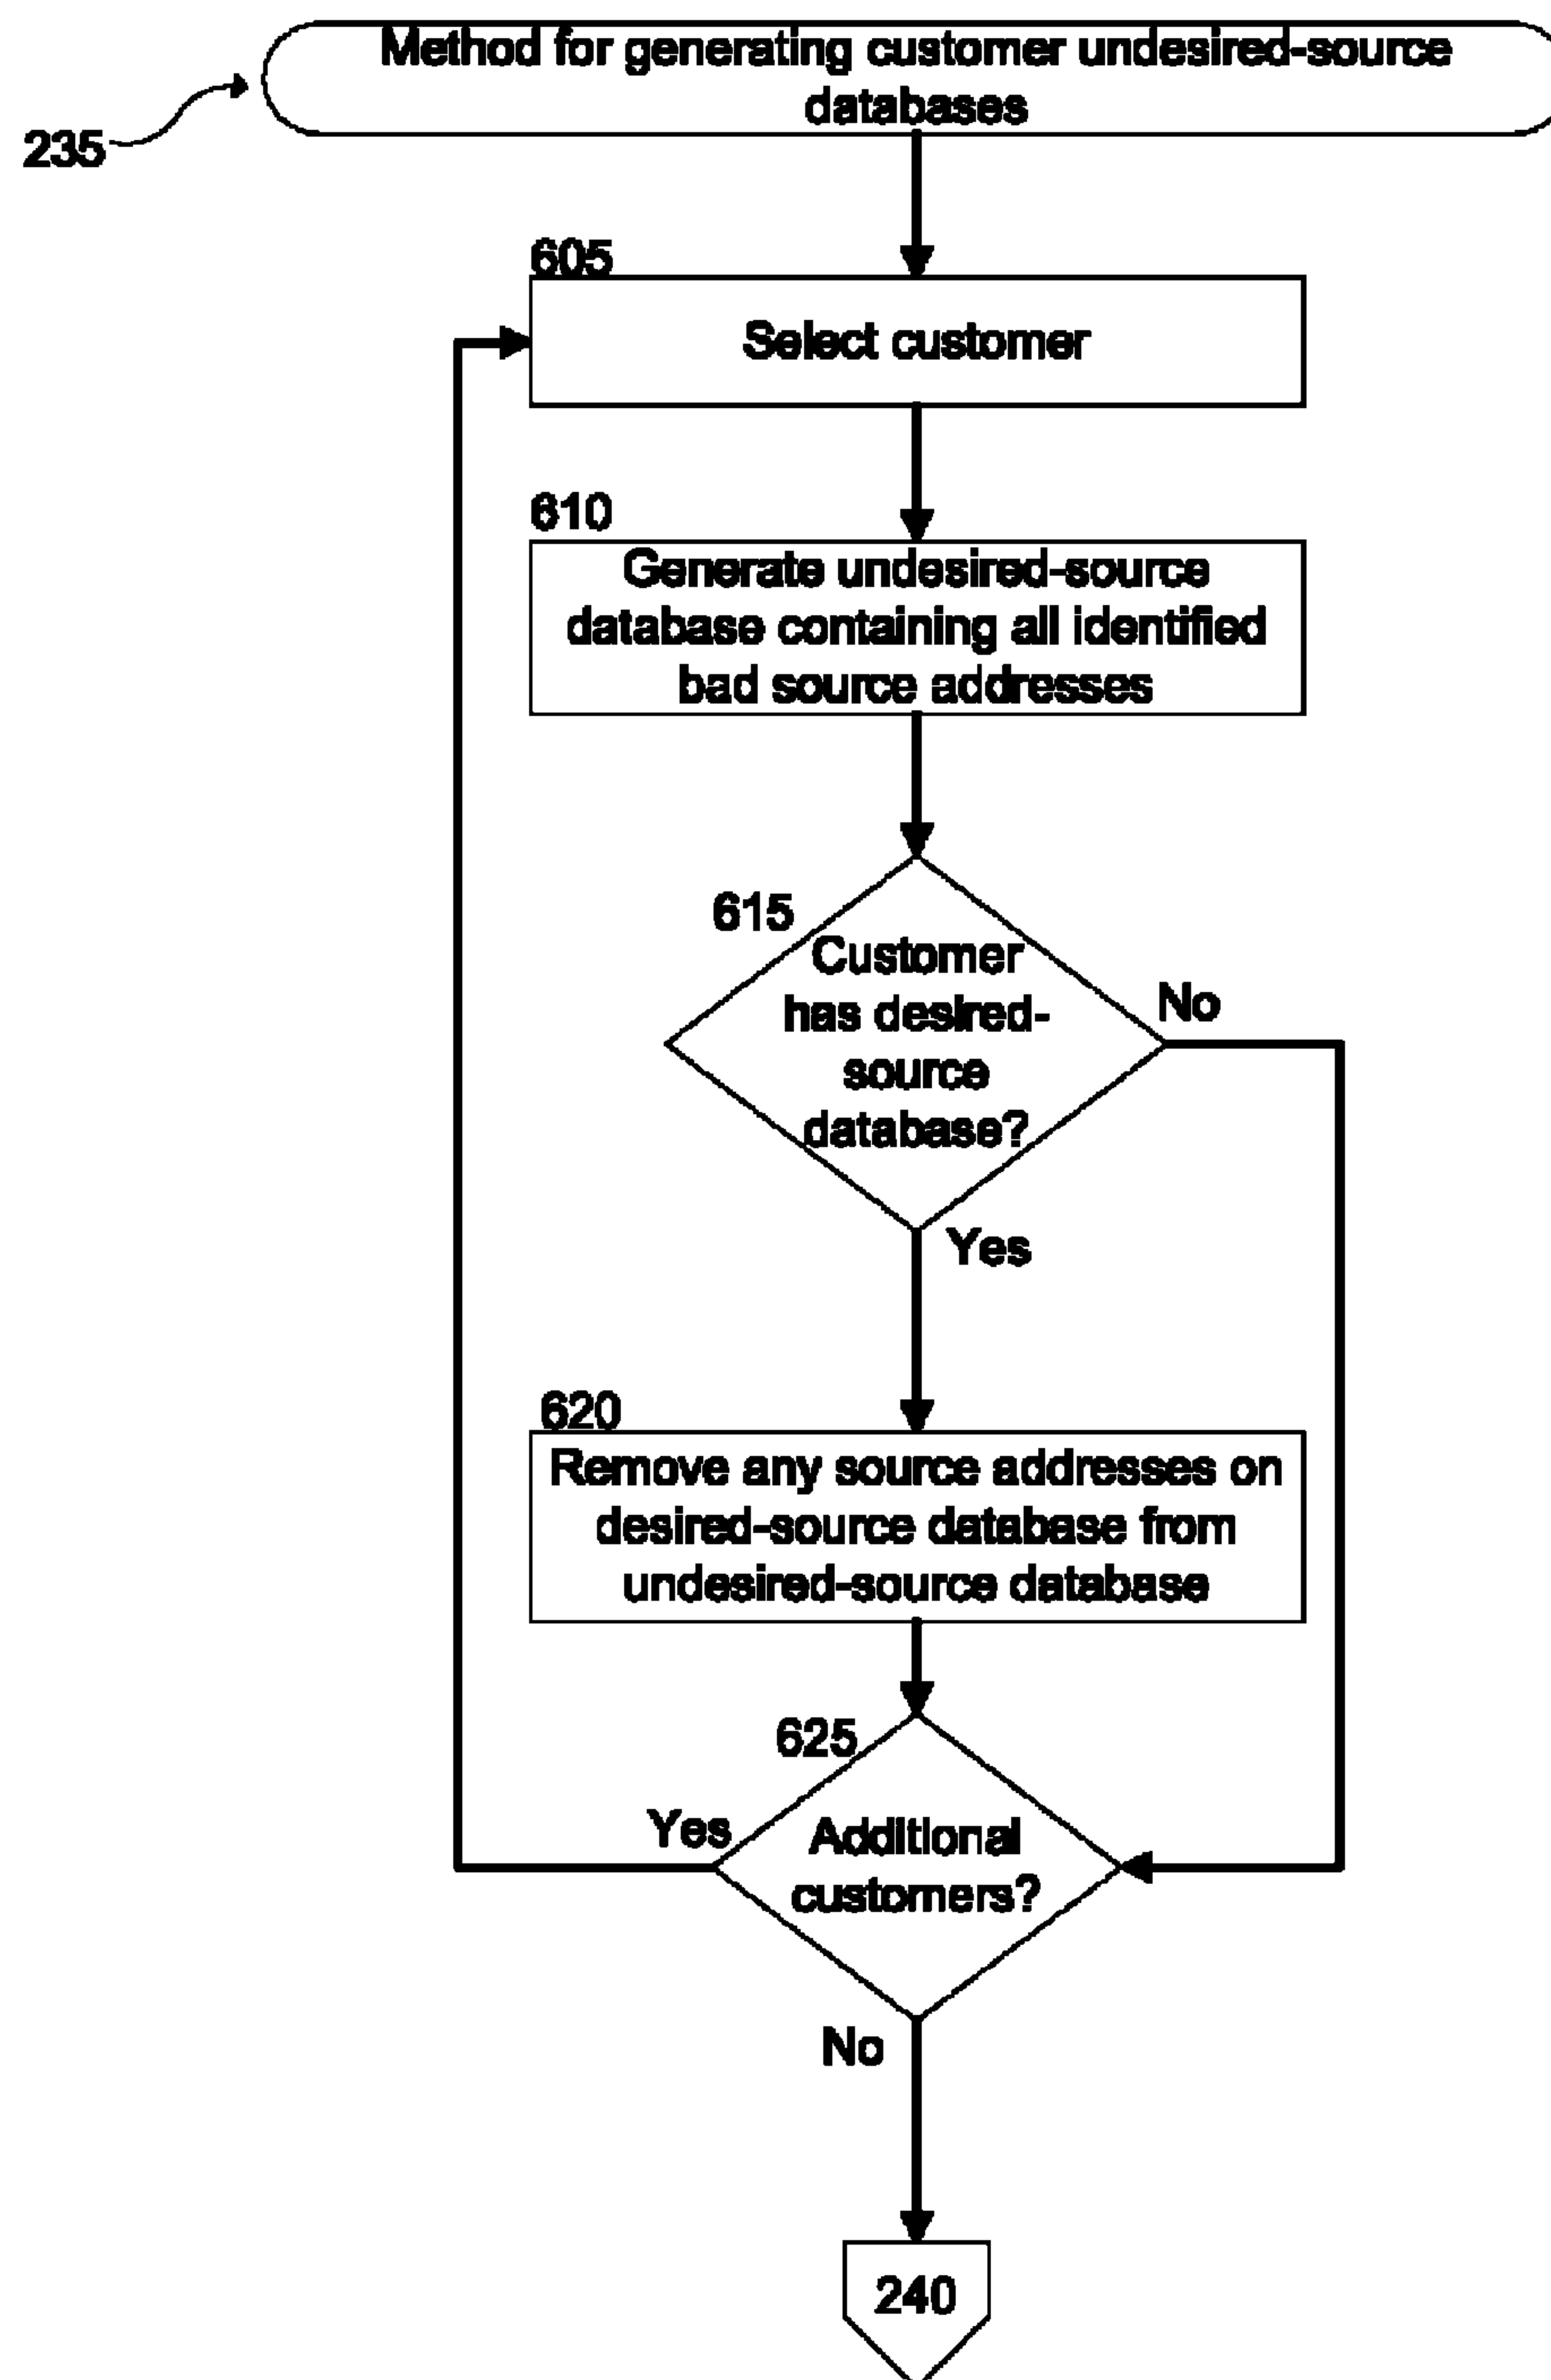 Method for generating customer undesired-source
databases
235
605
Select customer
610
Generate undesired-source
database containing all identified
bad source addresses
615
Customer
has desired-
source
database?
No
Yes
620
Remove any source addresses on
desired-source database from
undesired-source database
625
Yes
Additional
customers?
No
240